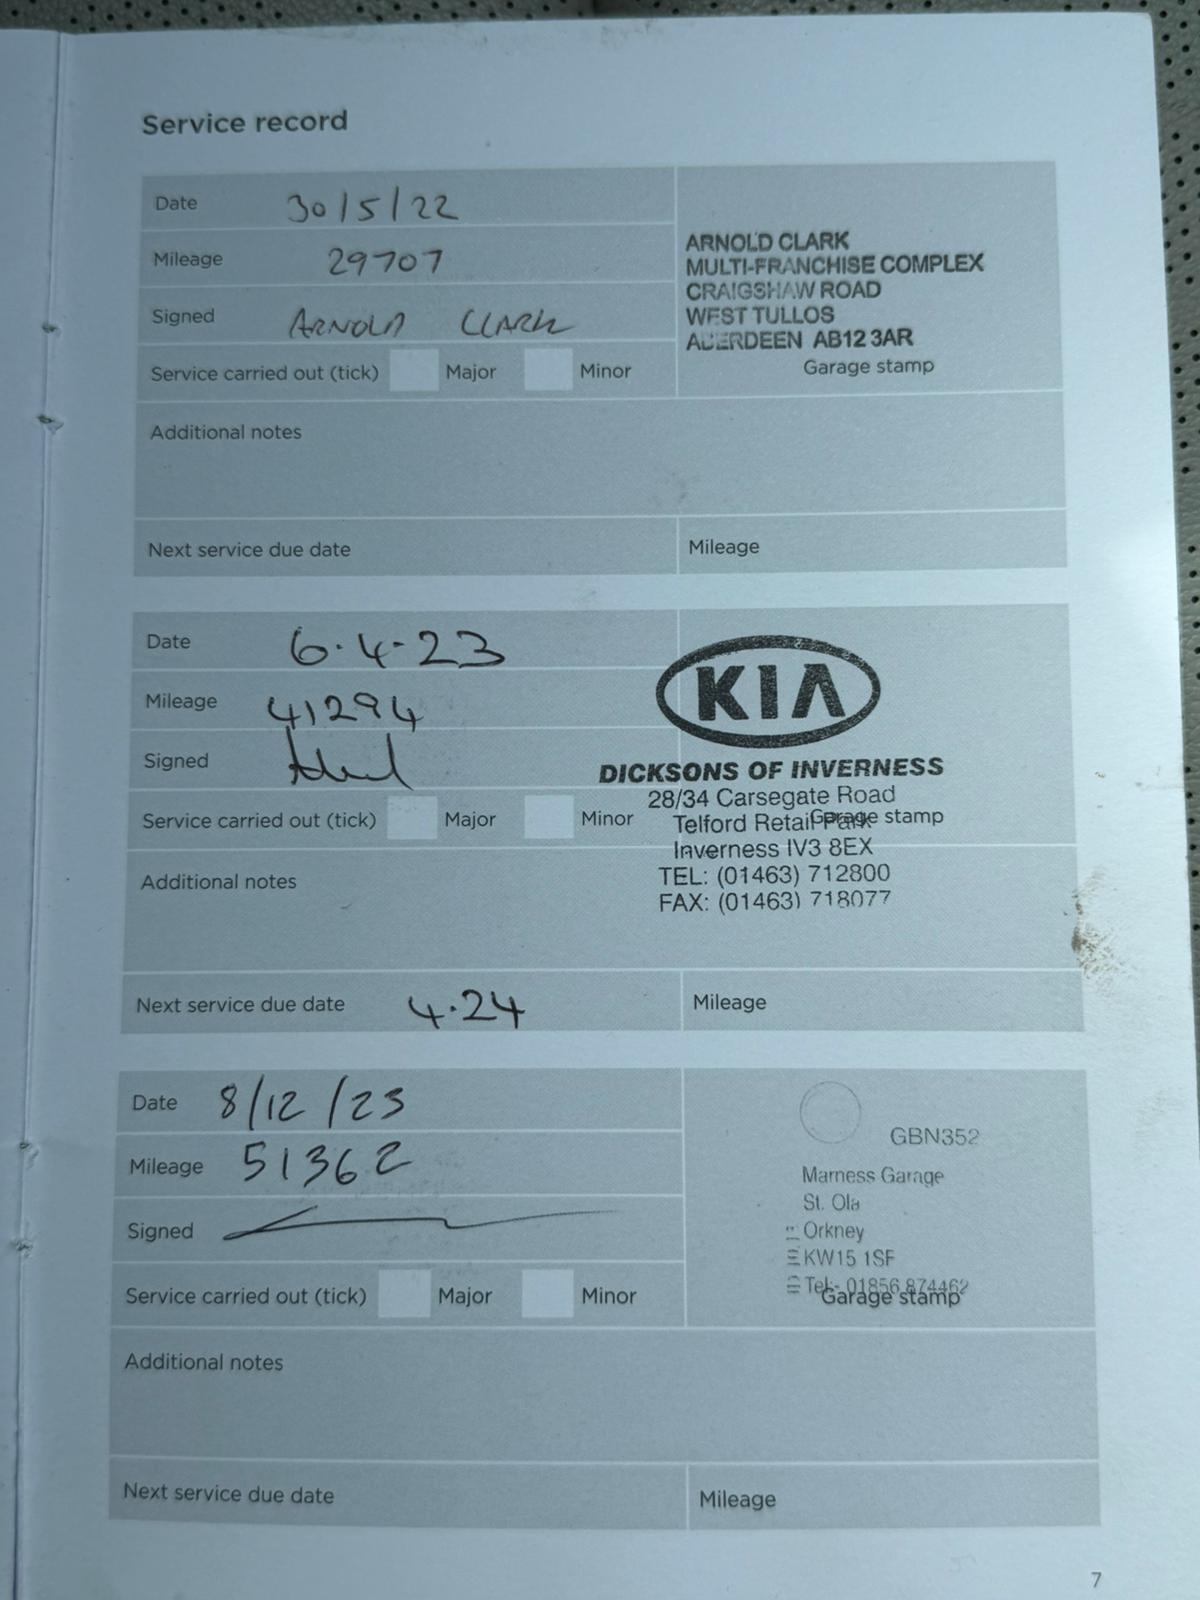 Service record
Date 30/5/22
Mileage 29707
Signed ARNOLD CLARK
Service carried out (tick) Major Minor
ARNOLD CLARK
MULTI-FRANCHISE COMPLEX
CRAIGSHAW ROAD
WEST TULLOS
ABERDEEN AB12 3AR
Garage stamp
Additional notes
Next service due date
Mileage
Date 6.4.23
Mileage 41294
Signed
Service carried out (tick) Major Minor
KIA
DICKSONS OF INVERNESS
28/34 Carsegate Road
Telford Retail Park
Garage stamp
Inverness IV3 8EX
TEL: (01463) 712800
FAX: (01463) 718077
Additional notes
Next service due date 4.24
Mileage
Date 8/12/23
Mileage 51362
Signed
Service carried out (tick) Major Minor
GBN352
Marness Garage
St. Ola
Orkney
KW15 1SF
Tel:- 01856 874462
Garage stamp
Additional notes
Next service due date
Mileage
7